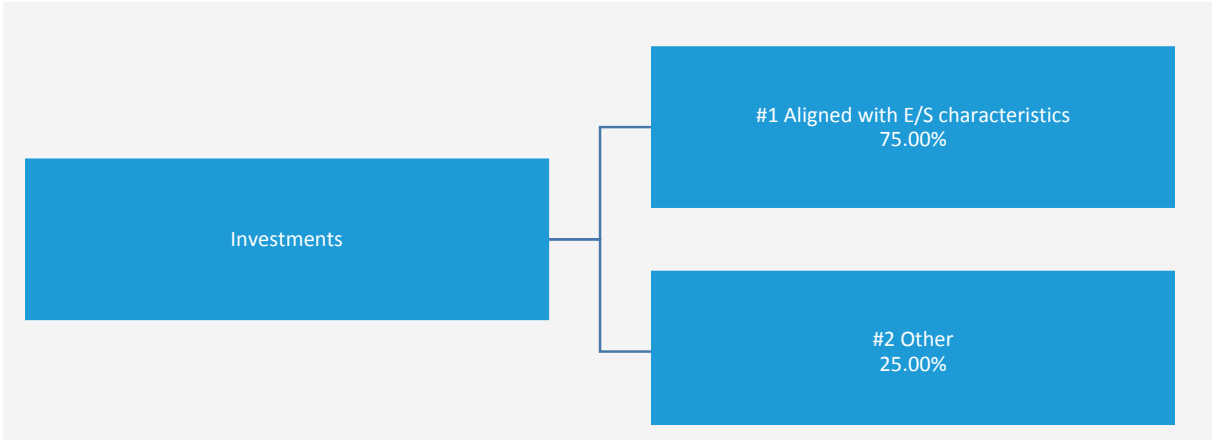 Investments
#1 Aligned with E/S characteristics
75.00%
#2 Other
25.00%